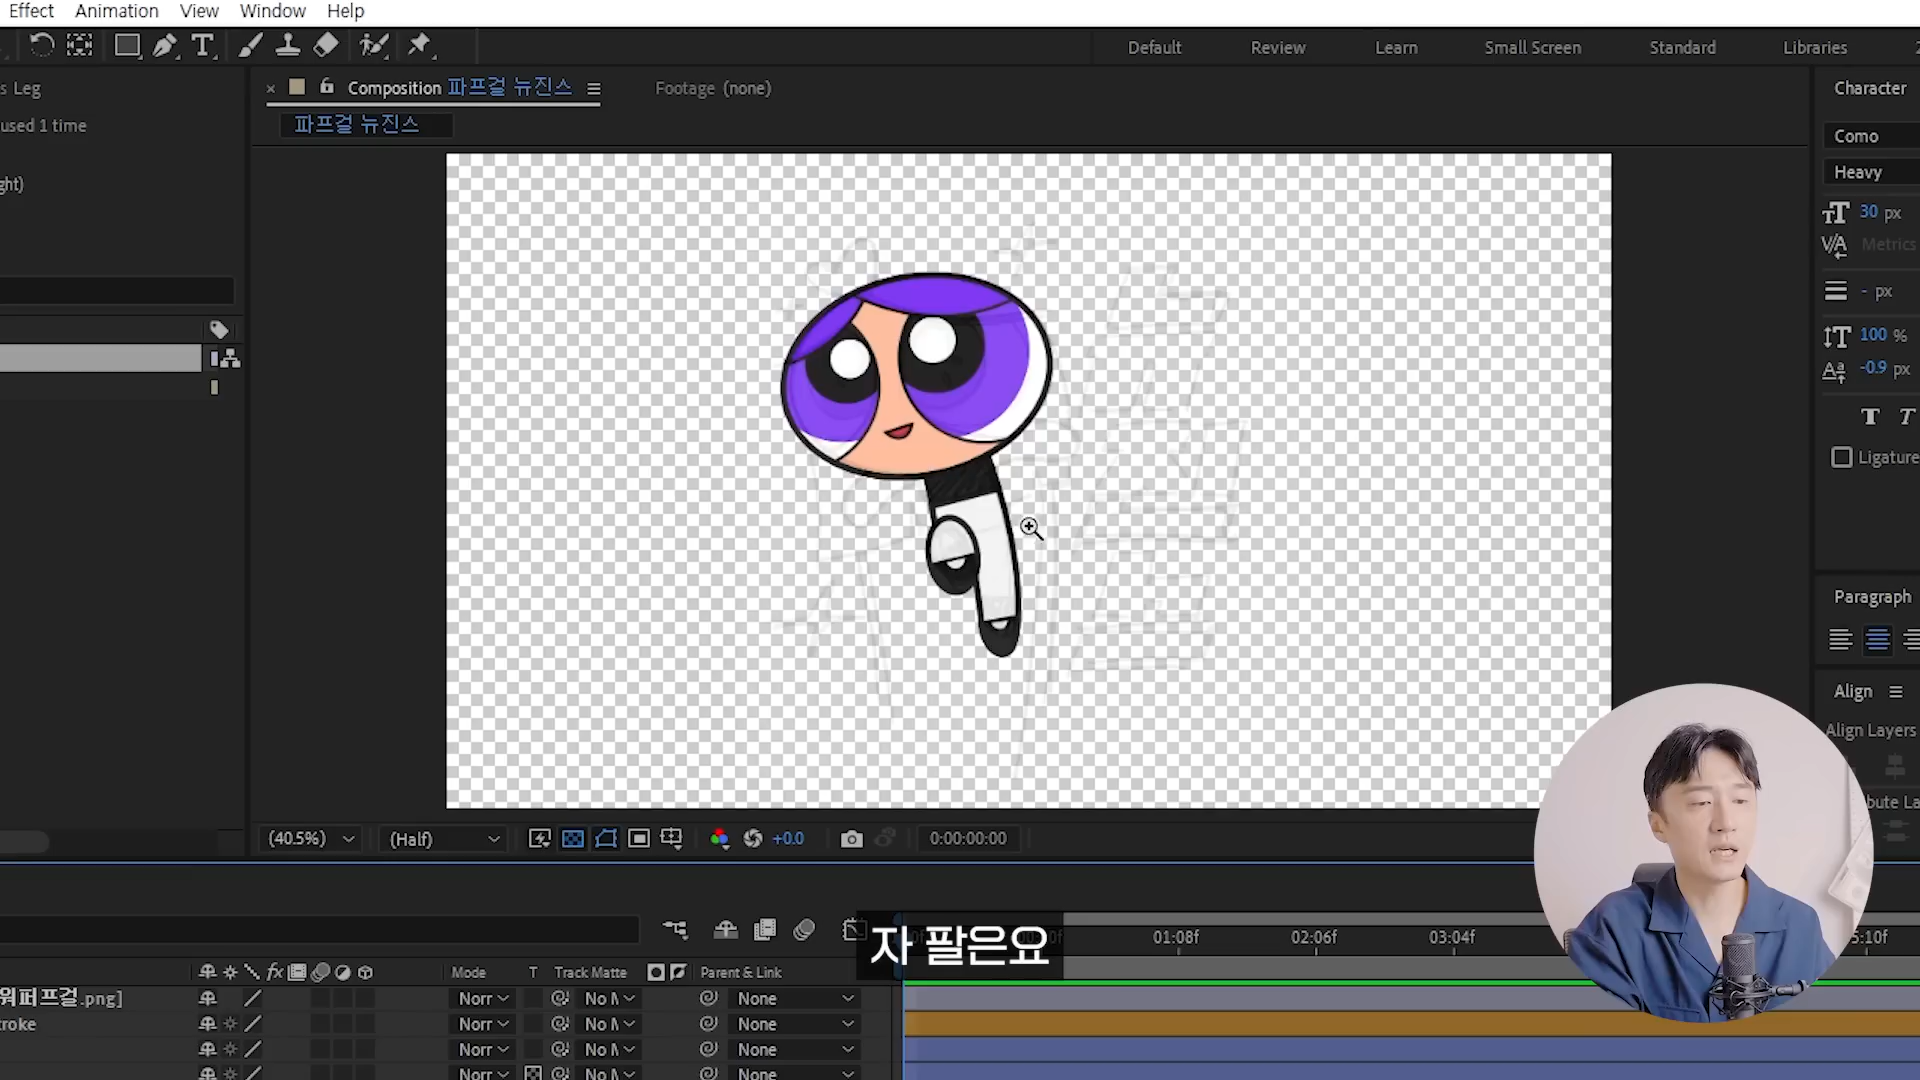 Effect Animation View Window Help
Default Review Learn Small Screen Standard Libraries
s Leg
used 1 time
ght)
× Composition 파프걸 뉴진스 Footage (none)
파프걸 뉴진스
Character
Como
Heavy
30 px
Metrics
- px
100 %
-0.9 px
T T
Ligature
Paragraph
Align
Align Layers
bute La
(40.5%) (Half) +0.0 0:00:00:00
자 팔은요
01:08f 02:06f 03:04f 5:10f
fx Mode T Track Matte Parent & Link
워퍼프걸.png] Norr No M None
troke Norr No M None
Norr No M None
Norr No M None